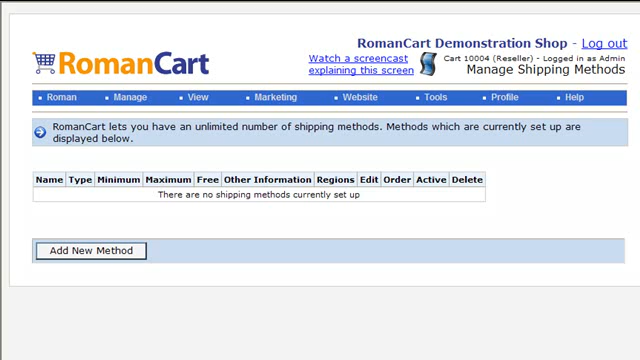 RomanCart Demonstration Shop - Log out
RomanCart
Watch a screencast
explaining this screen
Cart 10004 (Reseller) - Logged in as Admin
Manage Shipping Methods
Roman Manage View Marketing Website Tools Profile Help
RomanCart lets you have an unlimited number of shipping methods. Methods which are currently set up are
displayed below.
Name Type Minimum Maximum Free Other Information Regions Edit Order Active Delete
There are no shipping methods currently set up
Add New Method